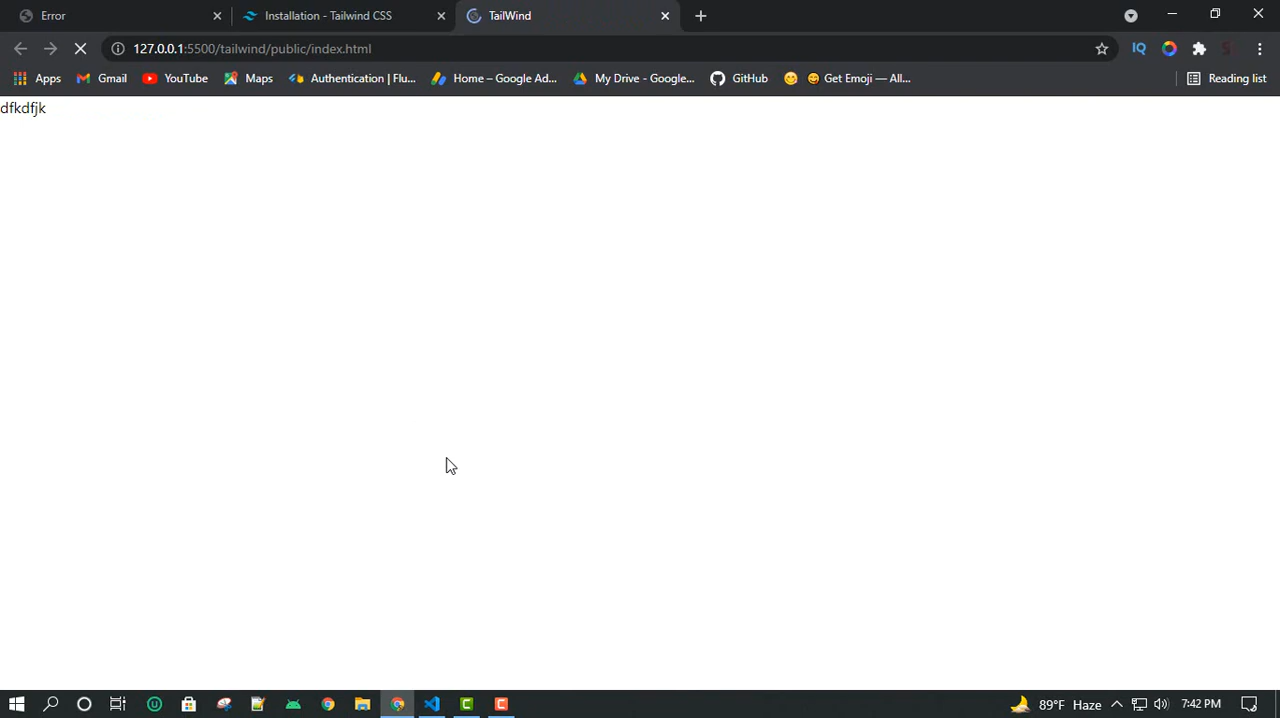 Error
Installation - Tailwind CSS
TailWind
127.0.0.1:5500/tailwind/public/index.html
IQ
S
Apps
Gmail
YouTube
Maps
Authentication | Flu...
Home – Google Ad...
My Drive - Google...
GitHub
Get Emoji — All...
Reading list
dfkdfjk
89°F Haze
7:42 PM